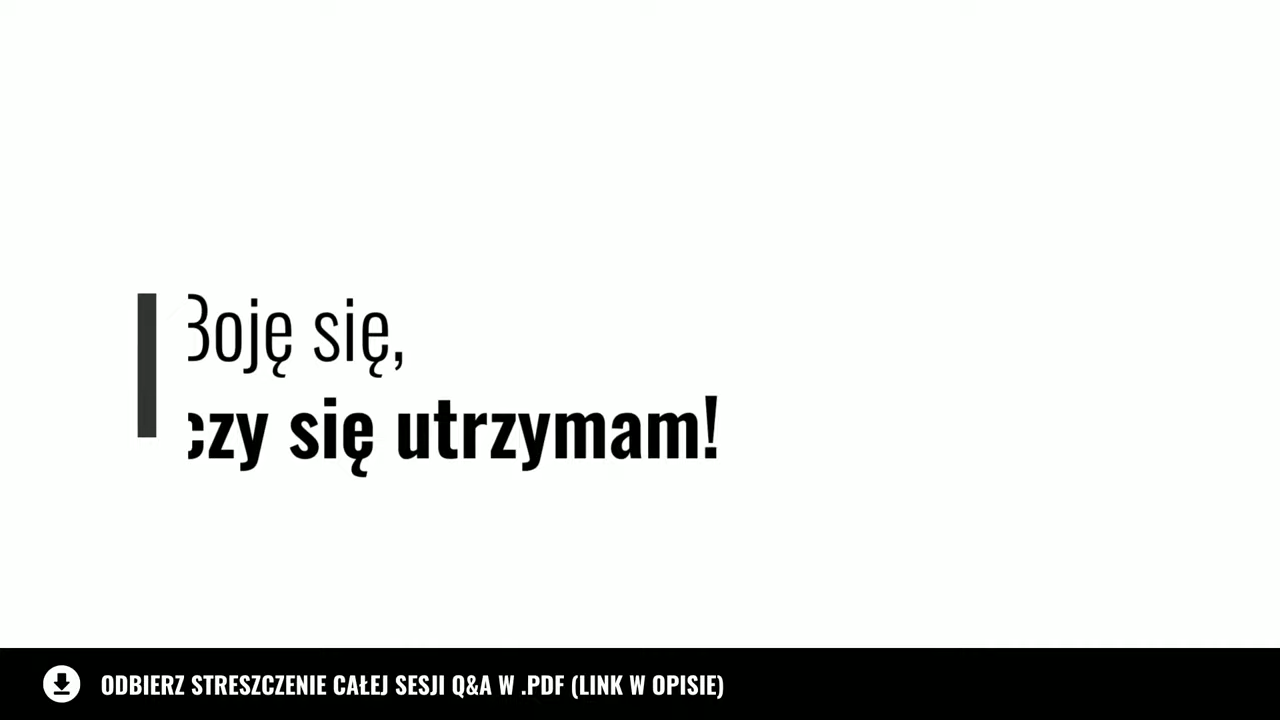 Boję się,
czy się utrzymam!
ODBIERZ STRESZCZENIE CAŁEJ SESJI Q&A W .PDF (LINK W OPISIE)